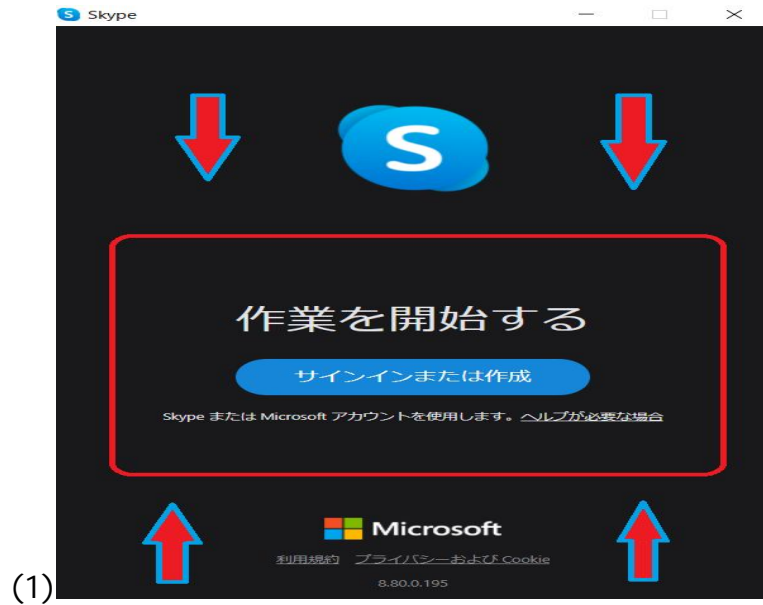 Skype
S
作業を開始する
サインインまたは作成
Skype または Microsoft アカウントを使用します。ヘルプが必要な場合
Microsoft
利用規約 プライバシーおよび Cookie
8.80.0.195
(1)